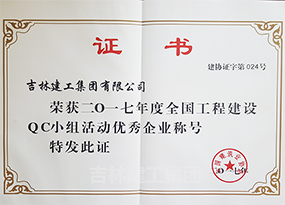 证书
建协证字第024号
吉林建工集团有限公司
荣获二〇一七年度全国工程建设
QC小组活动优秀企业称号
特发此证